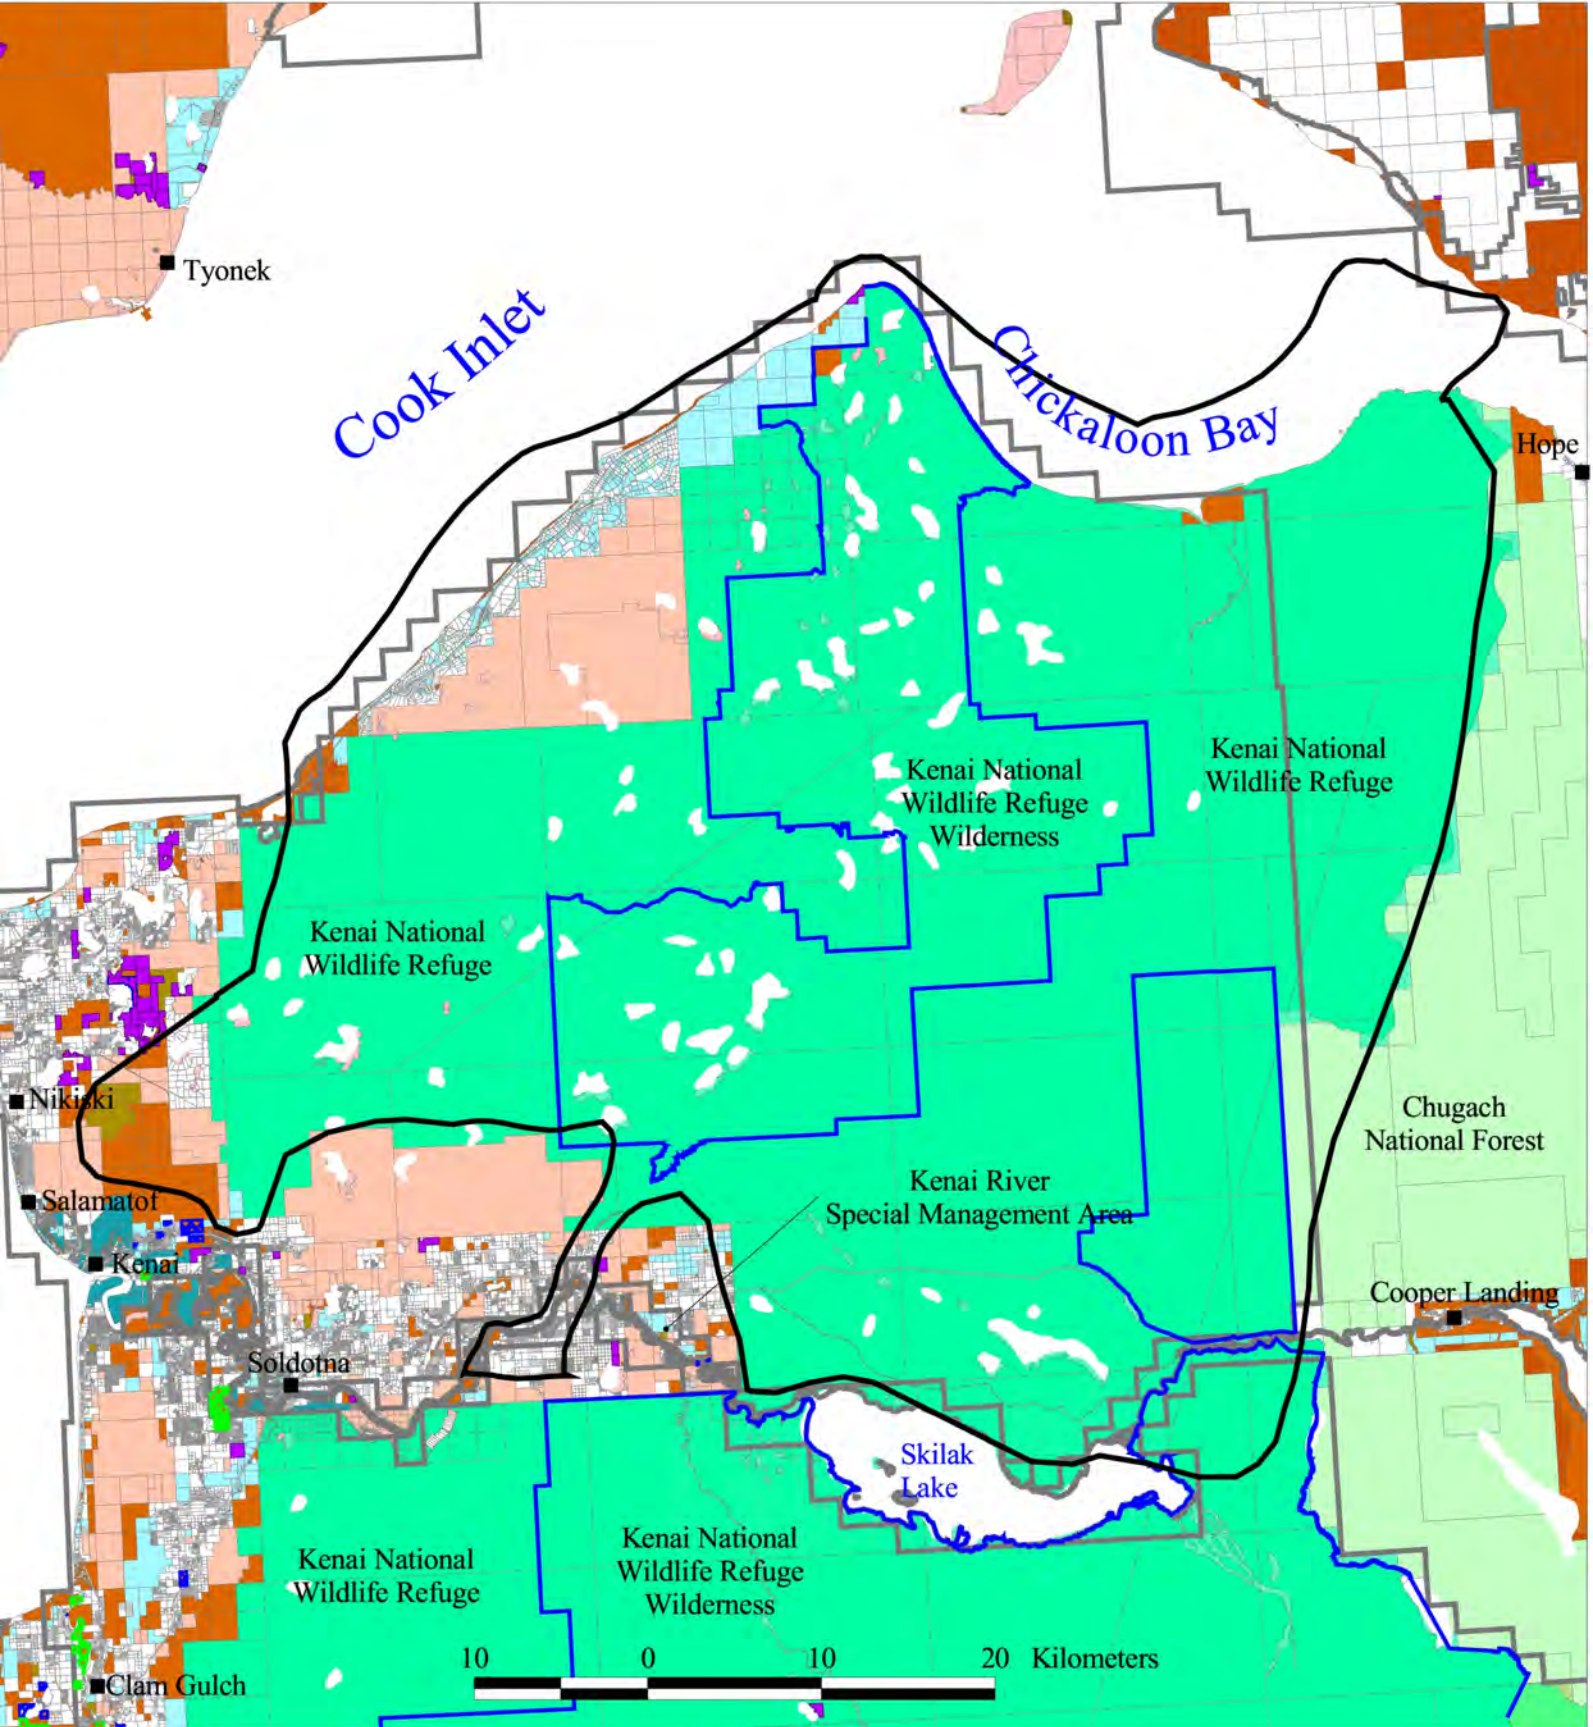 Tyonek
Cook Inlet
Chickaloon Bay
Hope
Kenai National
Wildlife Refuge
Wilderness
Kenai National
Wildlife Refuge
Kenai National
Wildlife Refuge
Nikiski
Chugach
National Forest
Kenai River
Special Management Area
Salamatof
Kenai
Cooper Landing
Soldotna
Skilak
Lake
Kenai National
Wildlife Refuge
Wilderness
Kenai National
Wildlife Refuge
10 0 10 20 Kilometers
Clam Gulch